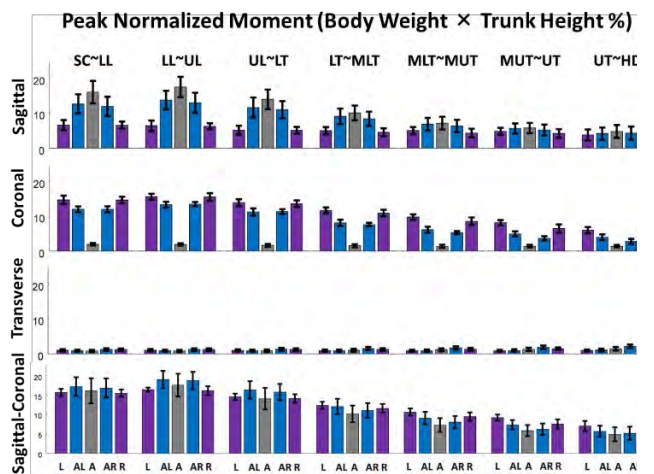 Peak Normalized Moment (Body Weight × Trunk Height %)
SC~LL LL~UL UL~LT LT~MLT MLT~MUT MUT~UT UT~HD
Sagittal
20
10
0
Coronal
20
10
0
Transverse
20
10
0
Sagittal-Coronal
20
15
10
5
0
L AL A AR R L AL A AR R L AL A AR R L AL A AR R L AL A AR R L AL A AR R L AL A A